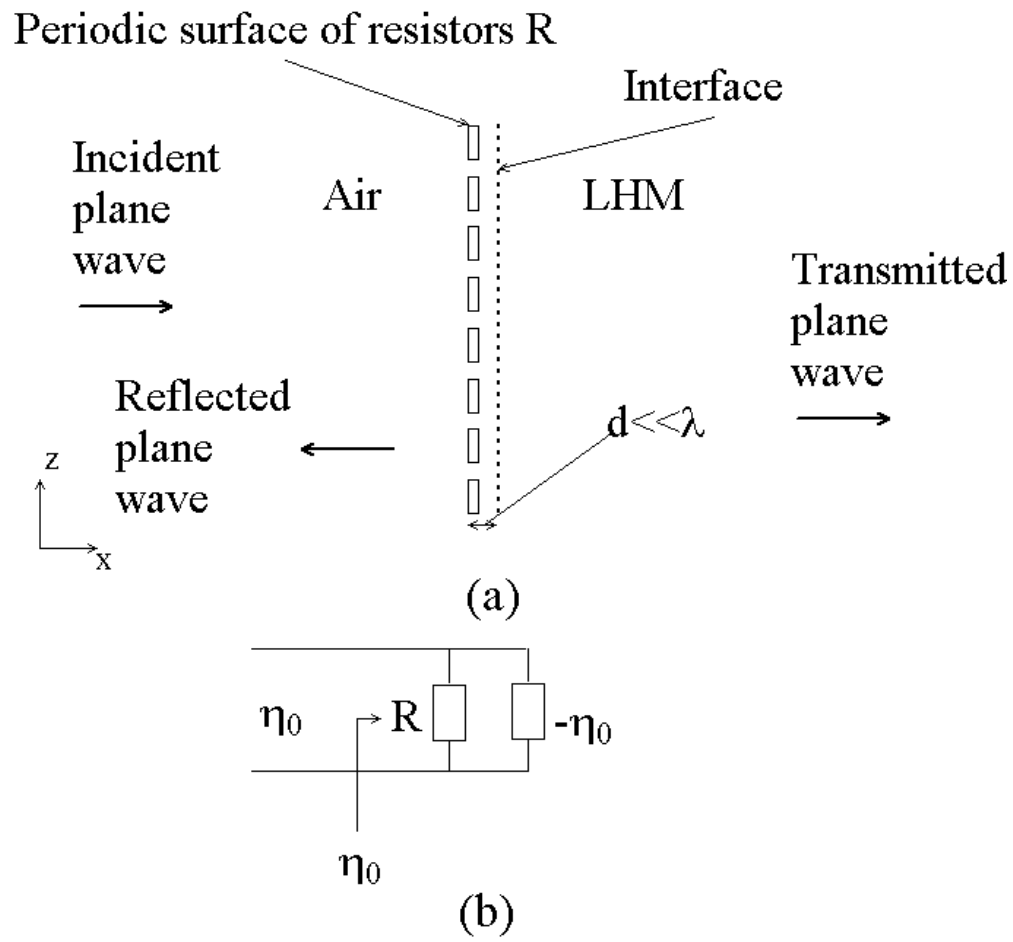 Periodic surface of resistors R
Interface
Incident
plane
wave
Air
LHM
Transmitted
plane
wave
Reflected
plane
wave
d<<λ
z
x
(a)
η₀
R
-η₀
η₀
(b)